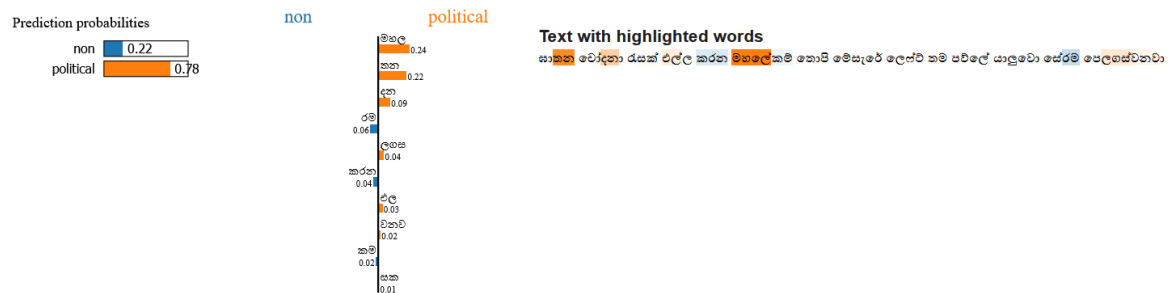 Prediction probabilities
non 0.22
political 0.78
non political
මහල
0.24
තන
0.22
දන
0.09
රම
0.06
ලගස
0.04
කරන
0.04
එල
0.03
වනව
0.02
කම
0.02
සක
0.01
Text with highlighted words
ඝාතන චෝදනා රැසක් එල්ල කරන මහලේකම් තොපි මේසැරේ ලෙෆ්ට් තම පව්ලේ යාලුවො සේරම පෙලගස්වනවා